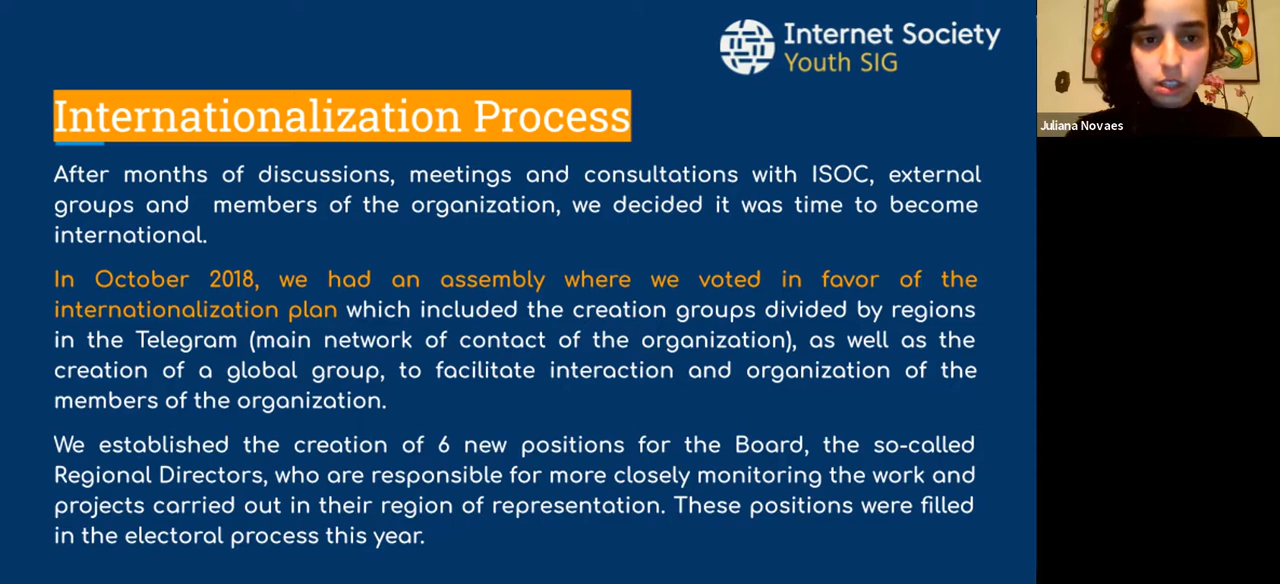 Internet Society
Youth SIG
Internationalization Process
Juliana Novaes
After months of discussions, meetings and consultations with ISOC, external
groups and members of the organization, we decided it was time to become
international.
In October 2018, we had an assembly where we voted in favor of the
internationalization plan which included the creation groups divided by regions
in the Telegram (main network of contact of the organization), as well as the
creation of a global group, to facilitate interaction and organization of the
members of the organization.
We established the creation of 6 new positions for the Board, the so-called
Regional Directors, who are responsible for more closely monitoring the work and
projects carried out in their region of representation. These positions were filled
in the electoral process this year.